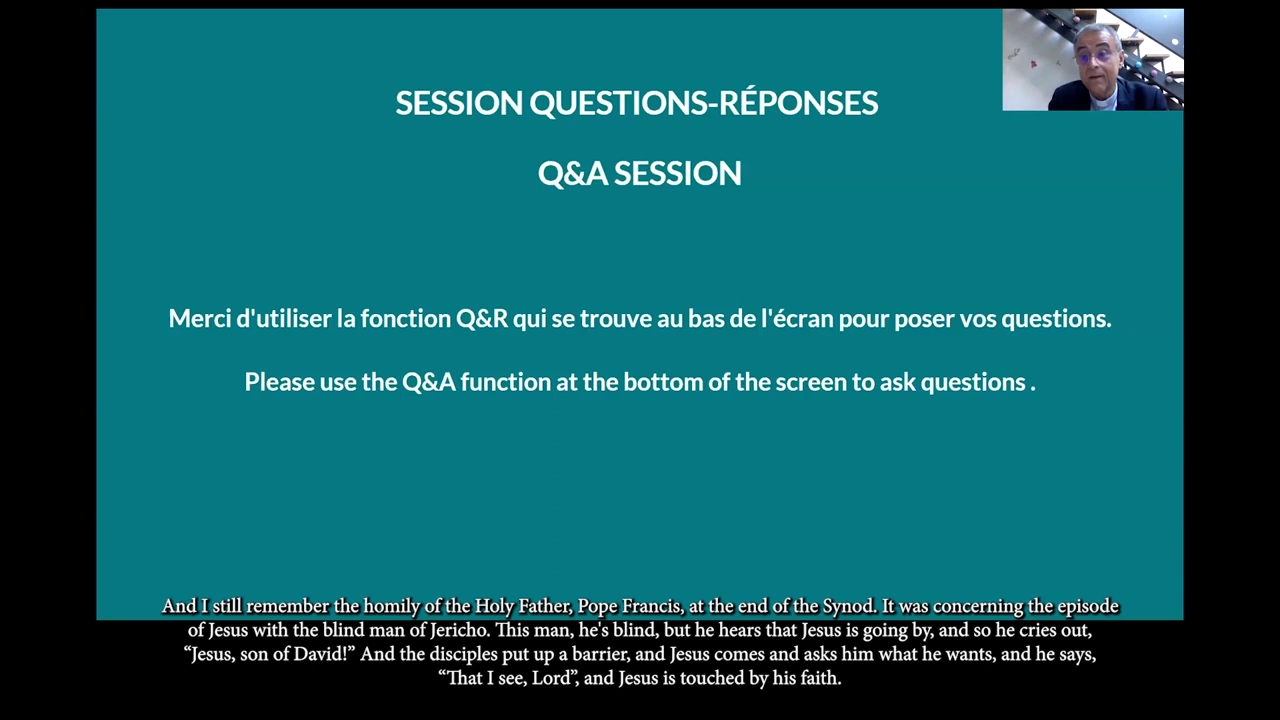 SESSION QUESTIONS-RÉPONSES
Q&A SESSION
Merci d'utiliser la fonction Q&R qui se trouve au bas de l'écran pour poser vos questions.
Please use the Q&A function at the bottom of the screen to ask questions .
And I still remember the homily of the Holy Father, Pope Francis, at the end of the Synod. It was concerning the episode
of Jesus with the blind man of Jericho. This man, he's blind, but he hears that Jesus is going by, and so he cries out,
“Jesus, son of David!” And the disciples put up a barrier, and Jesus comes and asks him what he wants, and he says,
“That I see, Lord”, and Jesus is touched by his faith.